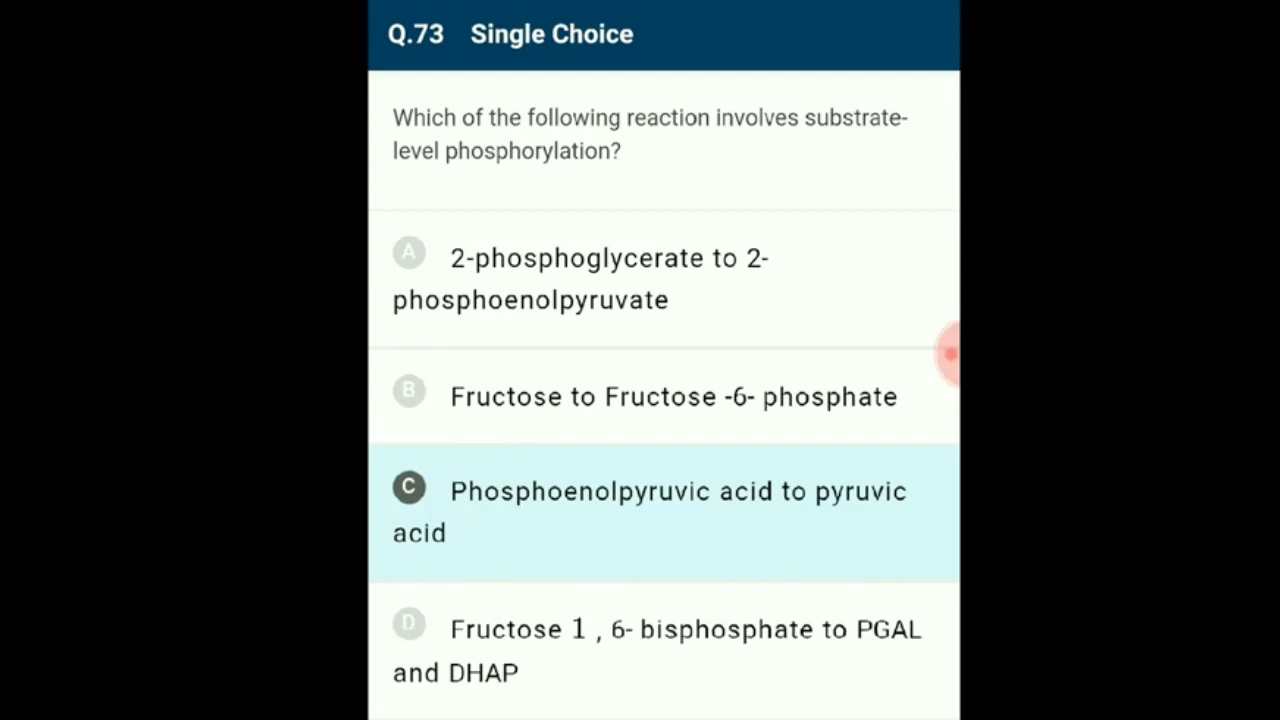 Q.73 Single Choice
Which of the following reaction involves substrate-
level phosphorylation?
A 2-phosphoglycerate to 2-
phosphoenolpyruvate
B Fructose to Fructose -6- phosphate
C Phosphoenolpyruvic acid to pyruvic
acid
D Fructose 1 , 6- bisphosphate to PGAL
and DHAP